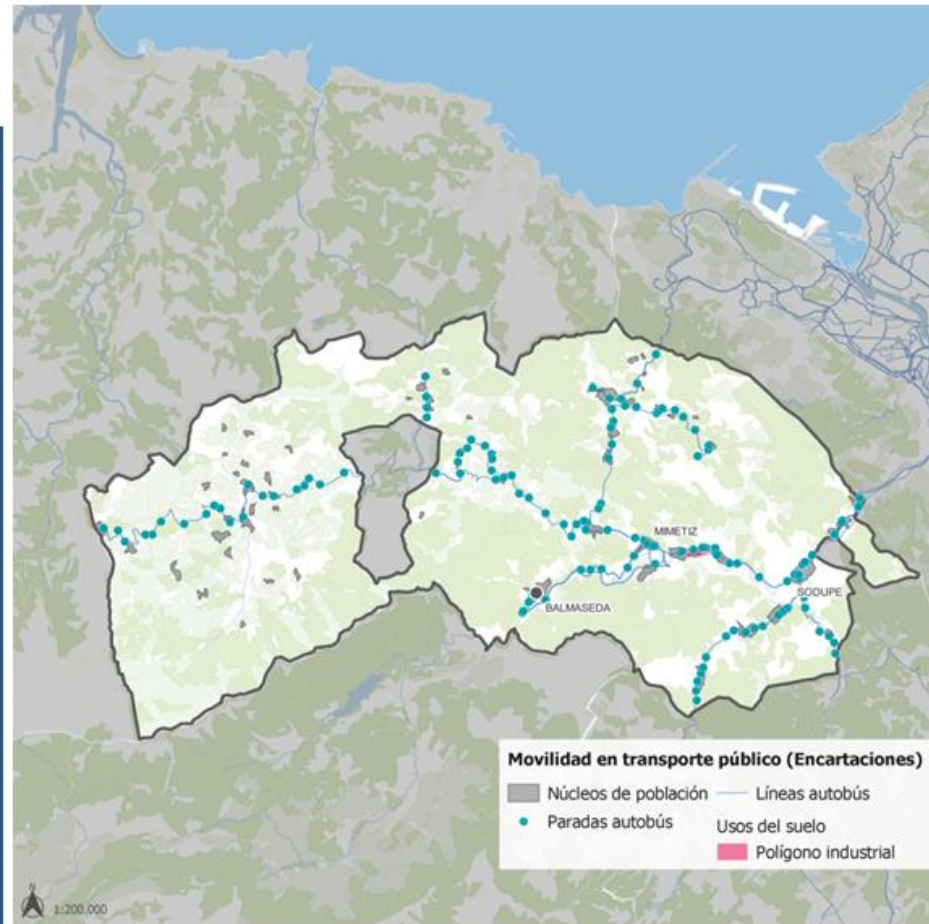 MIMETIZ
SODUPE
BALMASEDA
Movilidad en transporte público (Encartaciones)
Núcleos de población
Líneas autobús
Paradas autobús
Usos del suelo
Polígono industrial
N
1:200.000